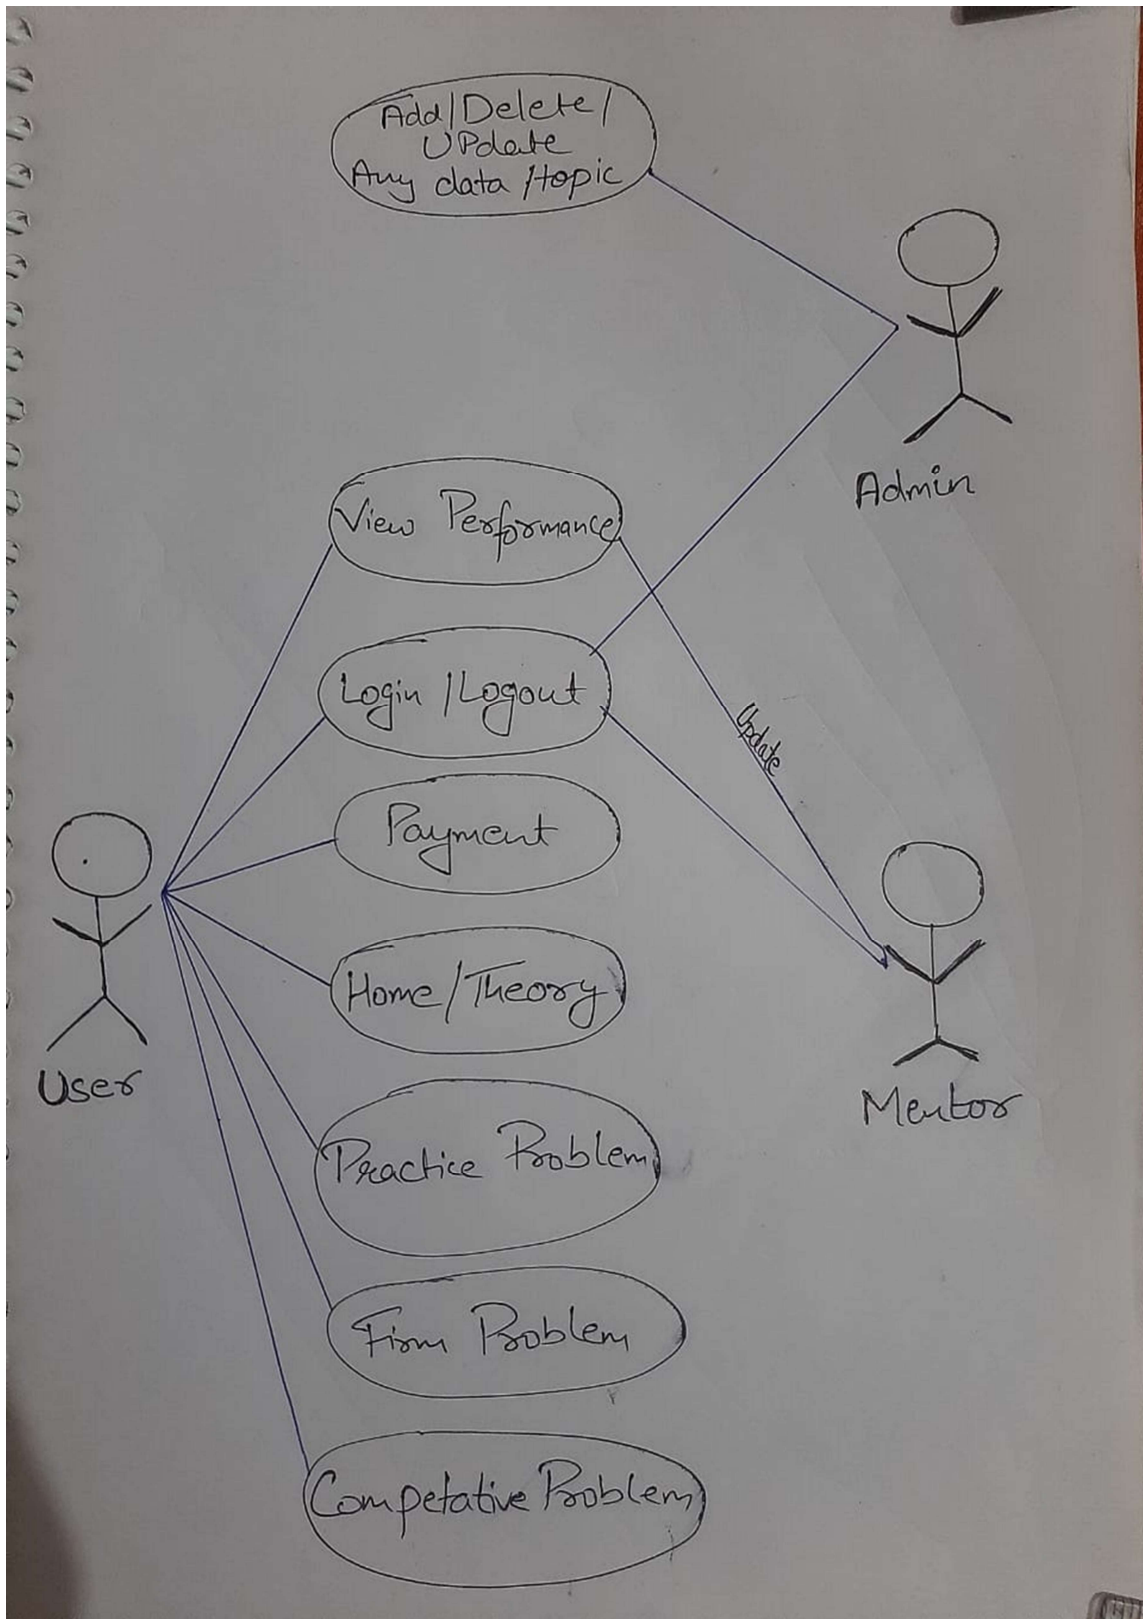 Add/Delete/
UPdate
Any data /topic
Admin
View Performance
Login /Logout
Update
Payment
Home/Theory
User
Mentor
Practice Problem
Firm Problem
Competative Problem